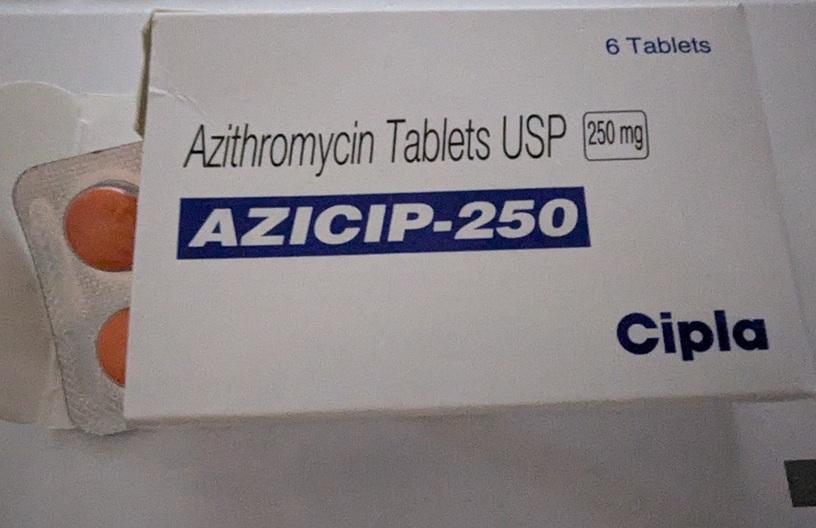 6 Tablets
Azithromycin Tablets USP 250 mg
AZICIP-250
Cipla